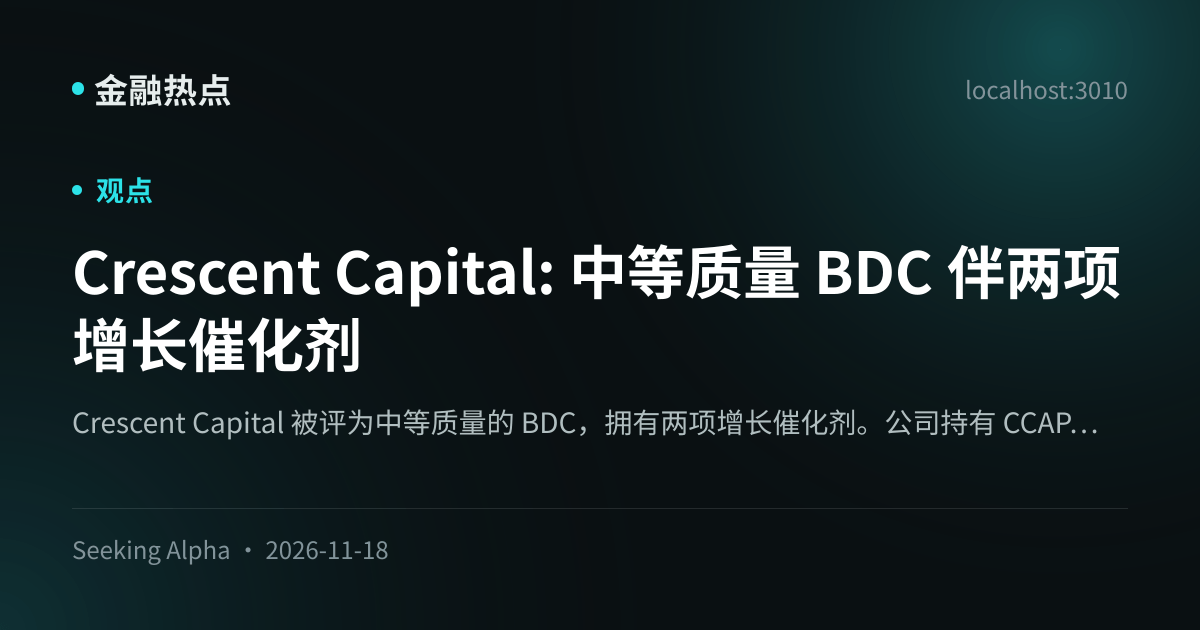 金融热点
localhost:3010
观点
Crescent Capital: 中等质量 BDC 伴两项
增长催化剂
Crescent Capital 被评为中等质量的 BDC，拥有两项增长催化剂。公司持有 CCAP…
Seeking Alpha · 2026-11-18